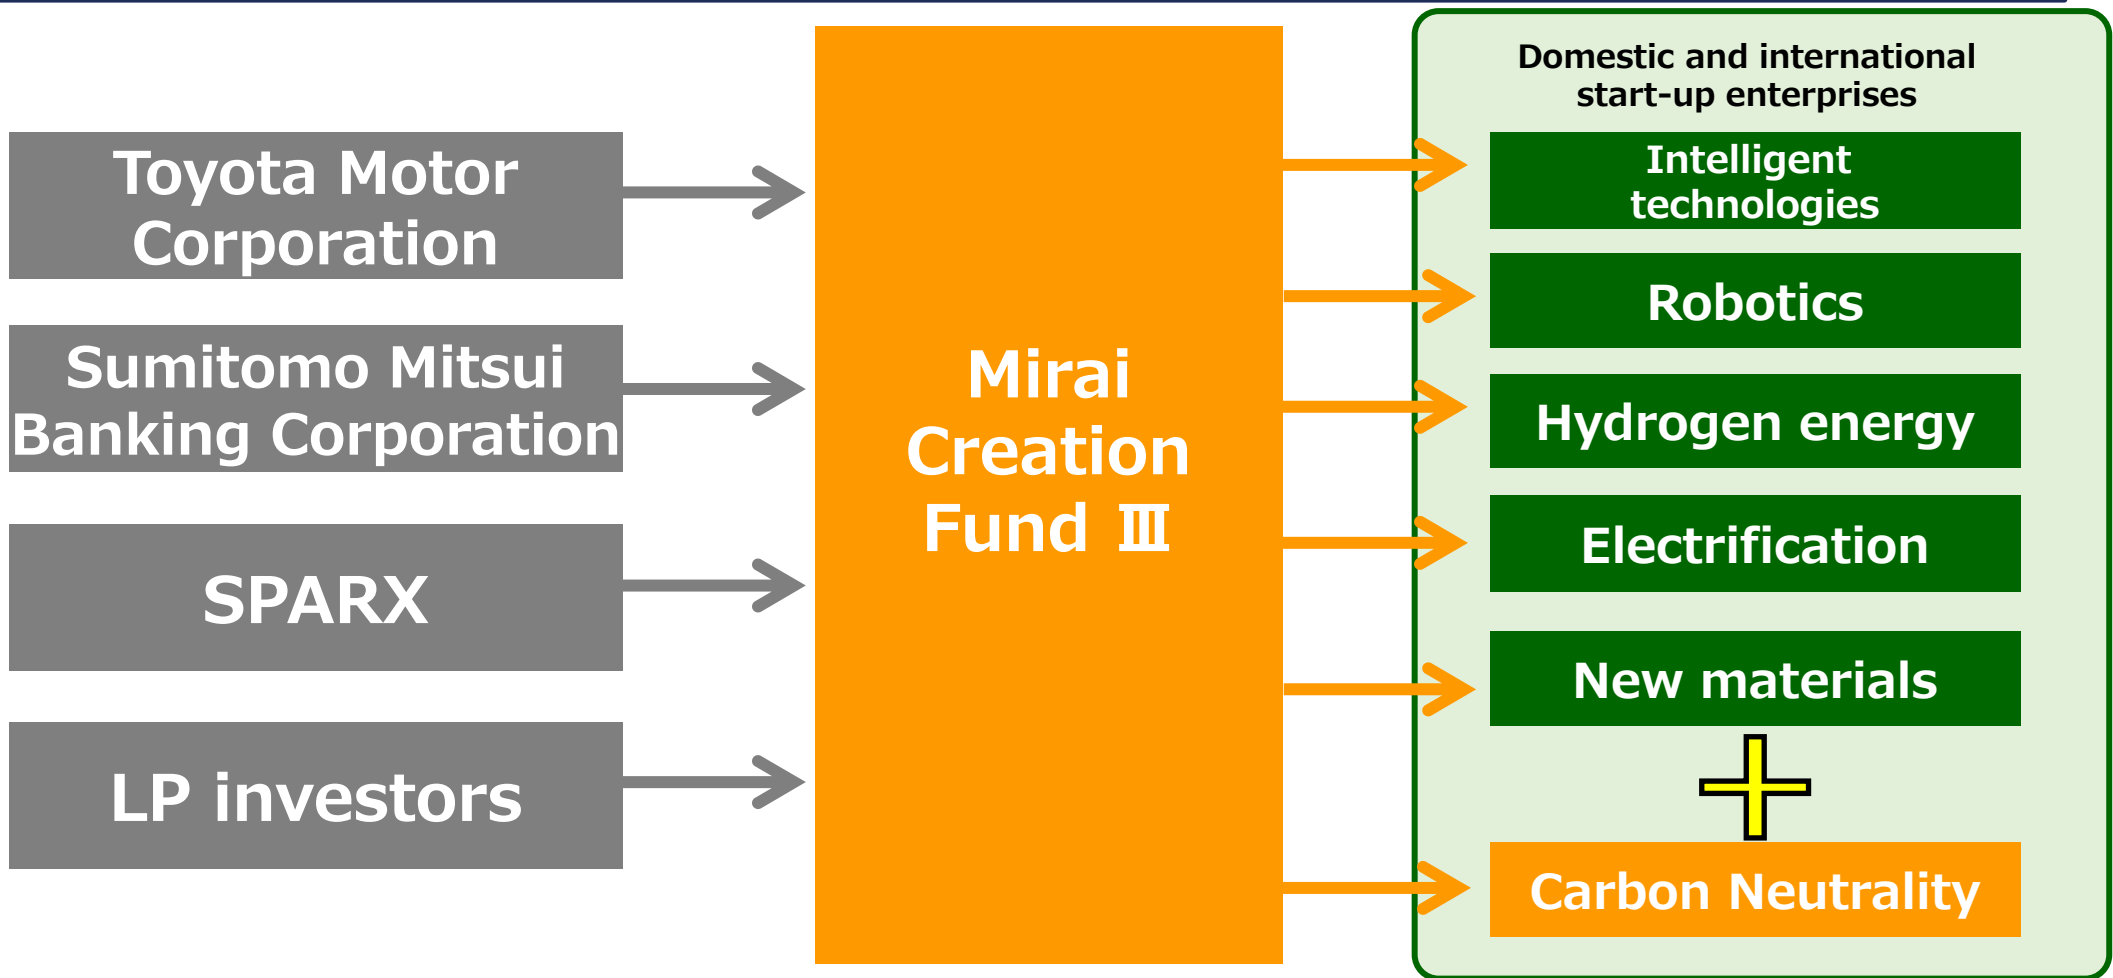 Toyota Motor
Corporation
Sumitomo Mitsui
Banking Corporation
SPARX
LP investors
Mirai
Creation
Fund Ⅲ
Domestic and international
start-up enterprises
Intelligent
technologies
Robotics
Hydrogen energy
Electrification
New materials
Carbon Neutrality